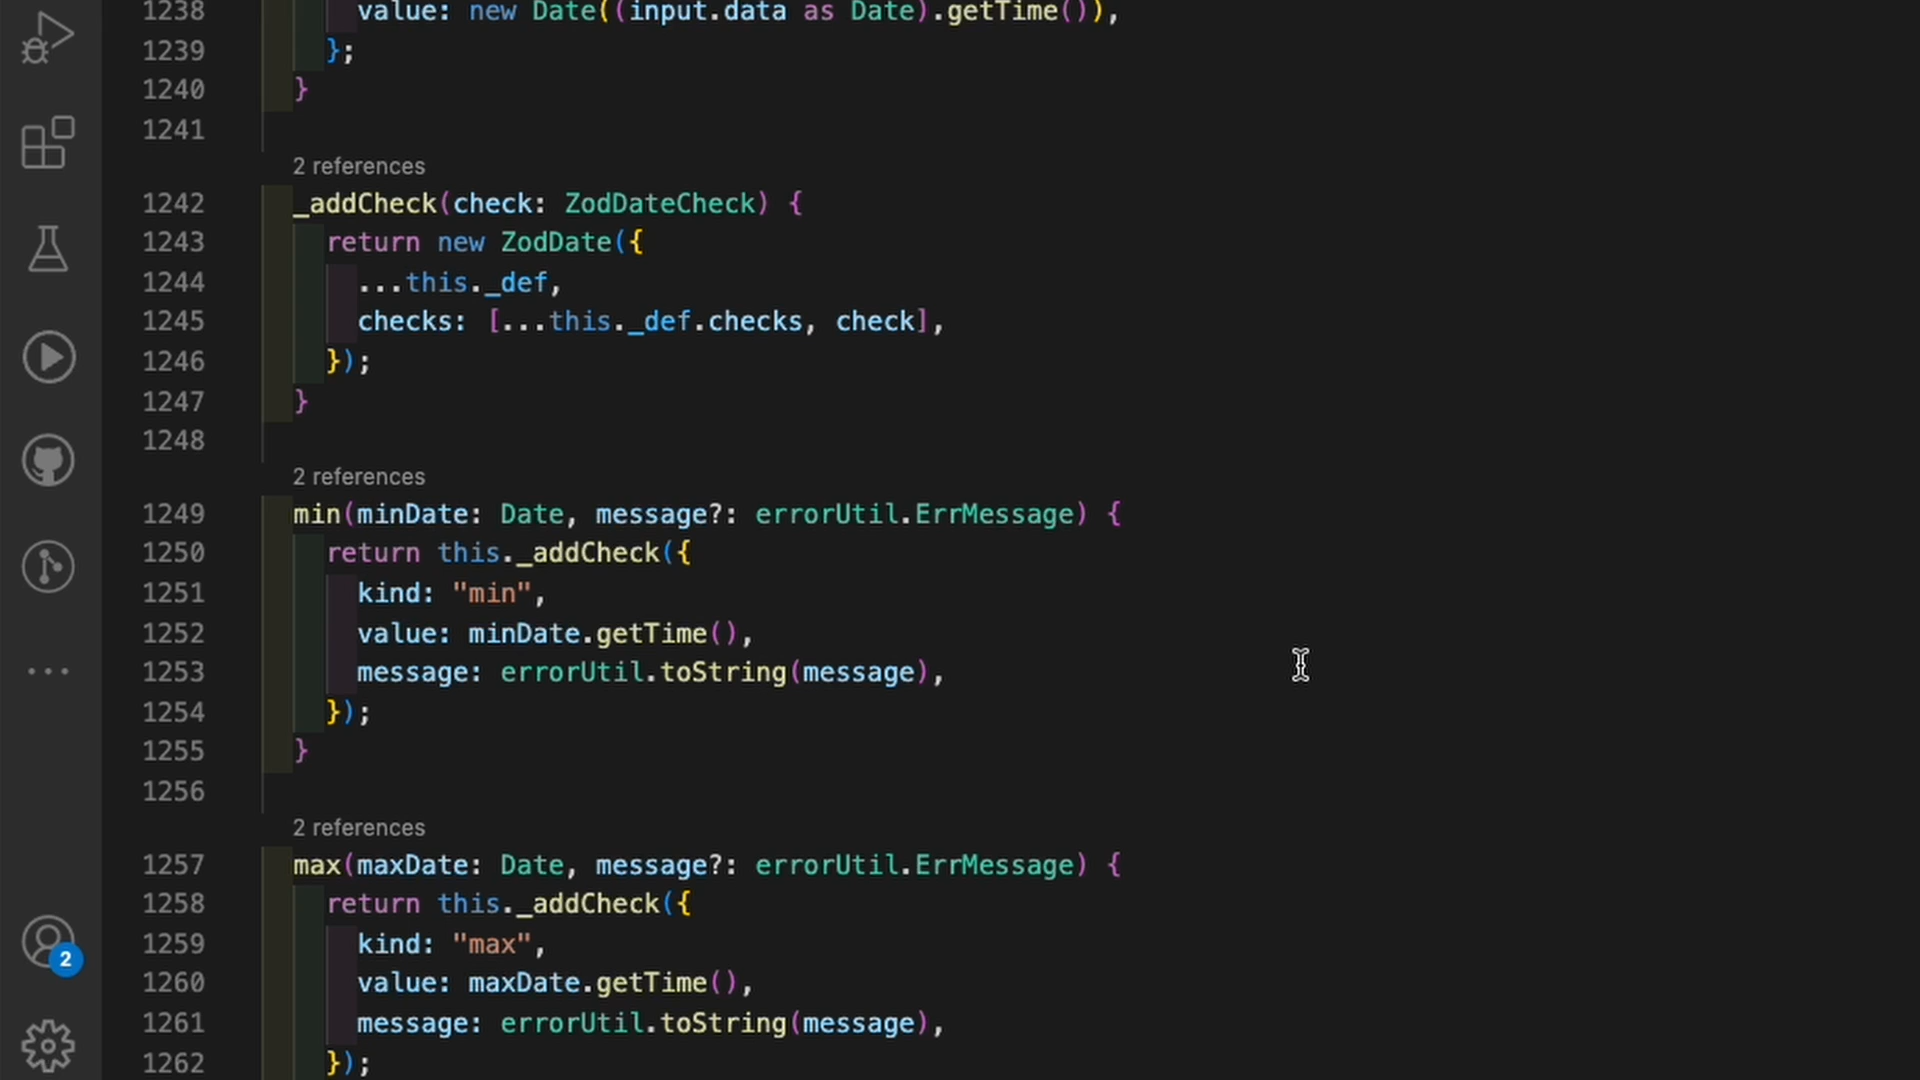 1238 value: new Date((input.data as Date).getTime()),
1239 };
1240 }
1241
2 references
1242 _addCheck(check: ZodDateCheck) {
1243 return new ZodDate({
1244 ...this._def,
1245 checks: [...this._def.checks, check],
1246 });
1247 }
1248
2 references
1249 min(minDate: Date, message?: errorUtil.ErrMessage) {
1250 return this._addCheck({
1251 kind: "min",
1252 value: minDate.getTime(),
1253 message: errorUtil.toString(message),
1254 });
1255 }
1256
2 references
1257 max(maxDate: Date, message?: errorUtil.ErrMessage) {
1258 return this._addCheck({
1259 kind: "max",
1260 value: maxDate.getTime(),
1261 message: errorUtil.toString(message),
1262 });
2